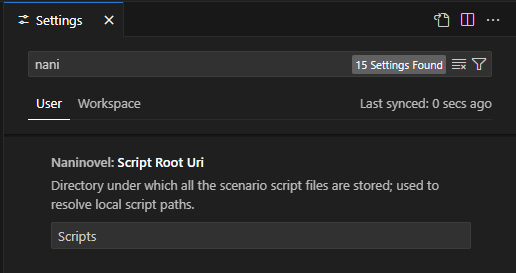 Settings
nani
15 Settings Found
User Workspace Last synced: 0 secs ago
Naninovel: Script Root Uri
Directory under which all the scenario script files are stored; used to
resolve local script paths.
Scripts